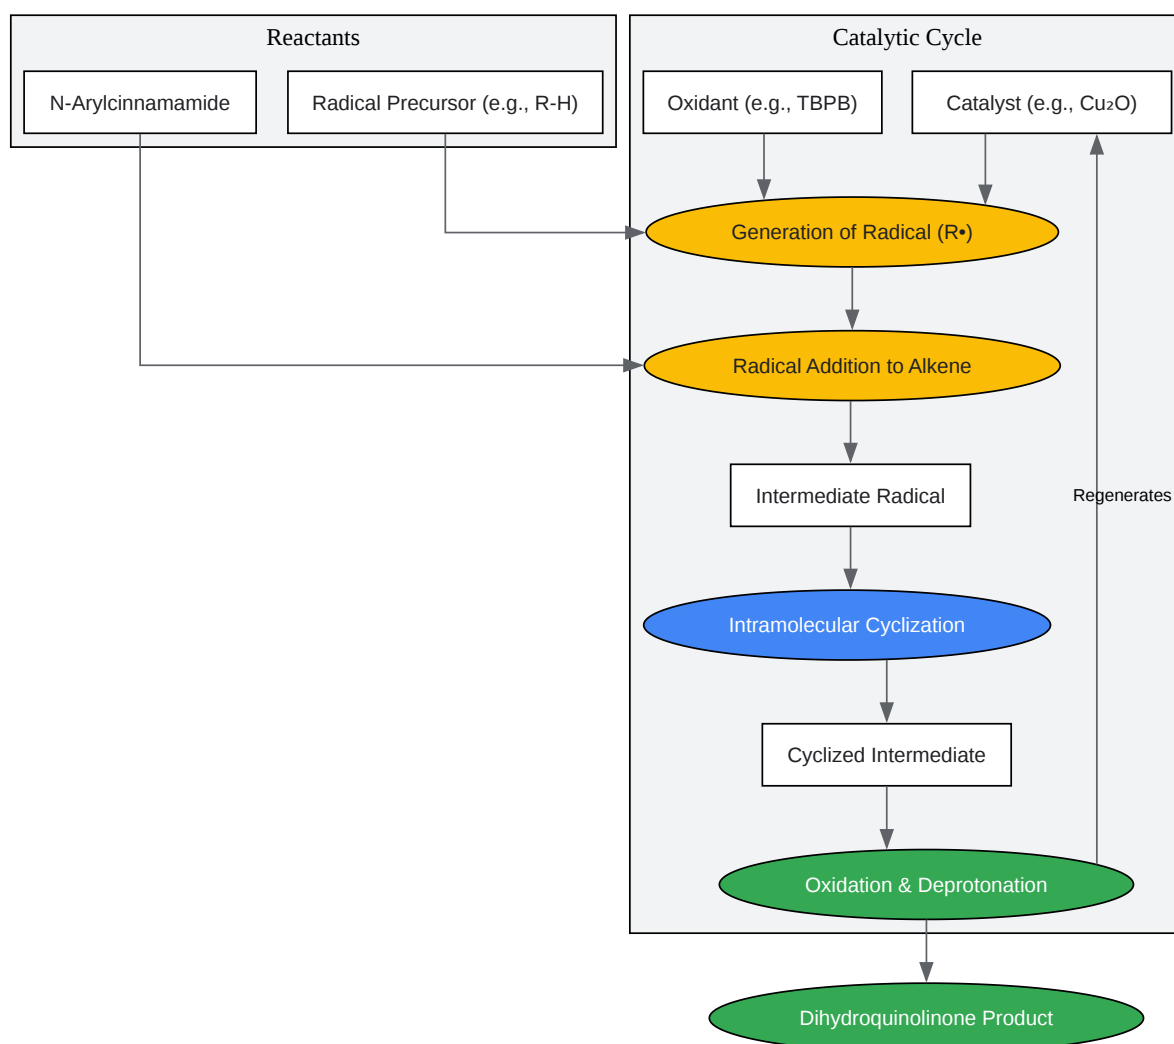 Reactants
N-Arylcinnamamide
Radical Precursor (e.g., R-H)
Catalytic Cycle
Oxidant (e.g., TBPB)
Catalyst (e.g., Cu₂O)
Generation of Radical (R•)
Radical Addition to Alkene
Intermediate Radical
Regenerates
Intramolecular Cyclization
Cyclized Intermediate
Oxidation & Deprotonation
Dihydroquinolinone Product